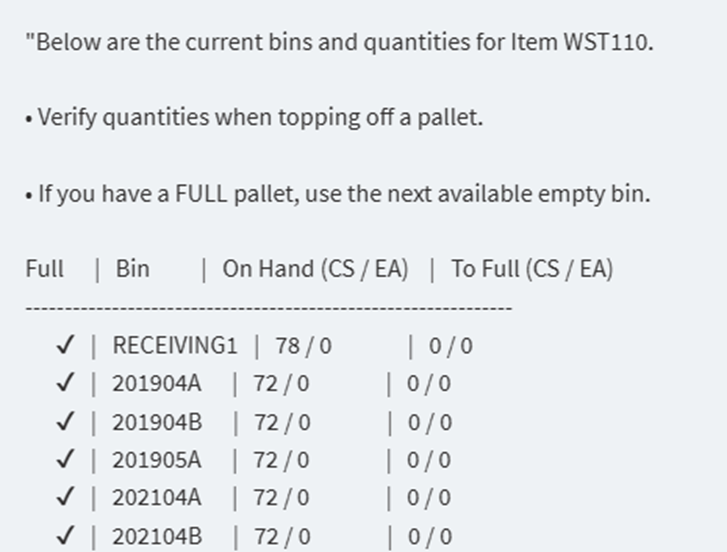 "Below are the current bins and quantities for Item WST110.
• Verify quantities when topping off a pallet.
• If you have a FULL pallet, use the next available empty bin.
Full | Bin | On Hand (CS / EA) | To Full (CS / EA)
--------------------------------------------------------------
✓ | RECEIVING1 | 78 / 0 | 0 / 0
✓ | 201904A | 72 / 0 | 0 / 0
✓ | 201904B | 72 / 0 | 0 / 0
✓ | 201905A | 72 / 0 | 0 / 0
✓ | 202104A | 72 / 0 | 0 / 0
✓ | 202104B | 72 / 0 | 0 / 0